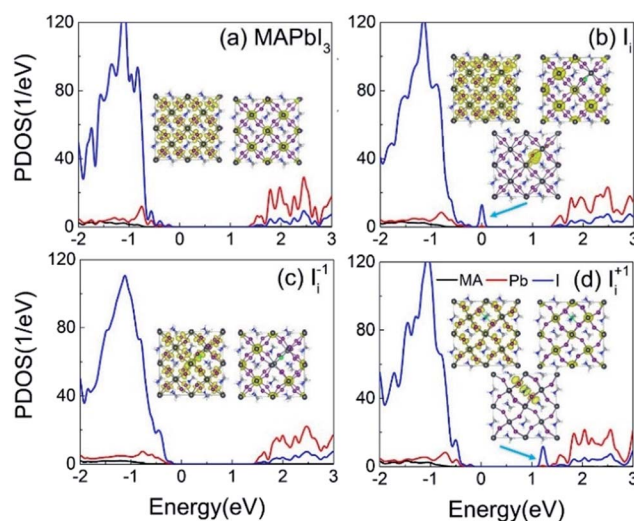 120
80
40
0
PDOS(1/eV)
(a) MAPbI3
-2 -1 0 1 2 3
120
80
40
0
(b) Ii
-2 -1 0 1 2 3
120
80
40
0
PDOS(1/eV)
(c) Ii-1
-2 -1 0 1 2 3
Energy(eV)
120
80
40
0
MA Pb I
(d) Ii+1
-2 -1 0 1 2 3
Energy(eV)